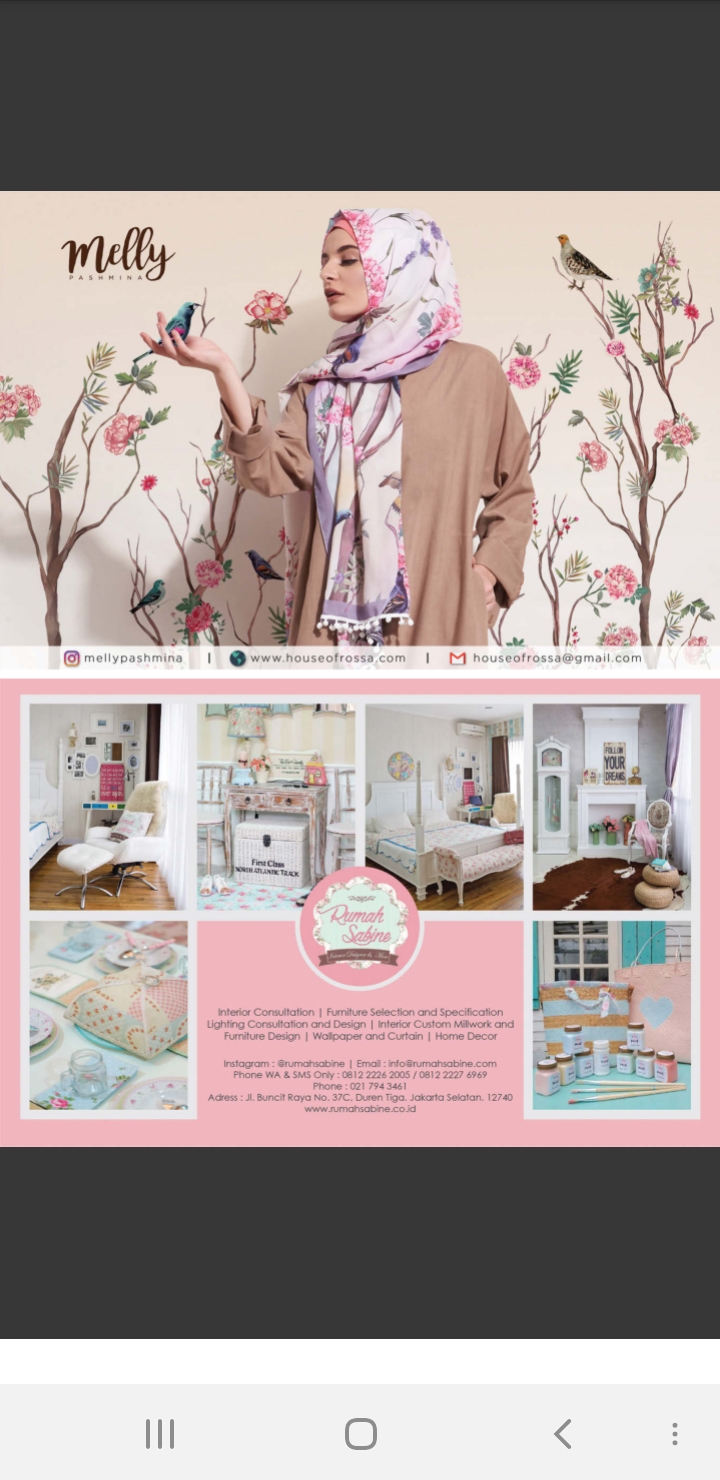 Melly
PASHMINA
mellypashmina | www.houseofrossa.com | houseofrossa@gmail.com
FOLLOW
YOUR
DREAMS
First Class
NORTH ATLANTIC TRACK
Rumah
Sabine
Interior Consultation | Furniture Selection and Specification
Lighting Consultation and Design | Interior Custom Millwork and
Furniture Design | Wallpaper and Curtain | Home Decor
Instagram : @rumahsabine | Email : info@rumahsabine.com
Phone WA & SMS Only : 0812 2226 2005 / 0812 2227 6969
Phone : 021 794 3461
Adress : Jl. Buncit Raya No. 37C, Duren Tiga. Jakarta Selatan. 12740
www.rumahsabine.co.id